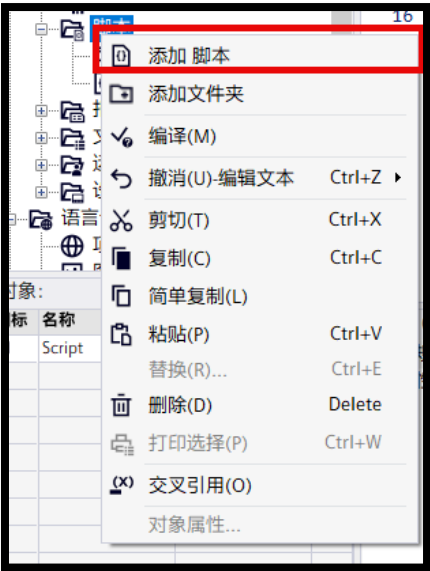 脚本
16
添加 脚本
添加文件夹
编译(M)
撤消(U)-编辑文本 Ctrl+Z
剪切(T) Ctrl+X
语言
复制(C) Ctrl+C
简单复制(L)
对象:
名称
粘贴(P) Ctrl+V
Script
替换(R)... Ctrl+E
删除(D) Delete
打印选择(P) Ctrl+W
交叉引用(O)
对象属性...